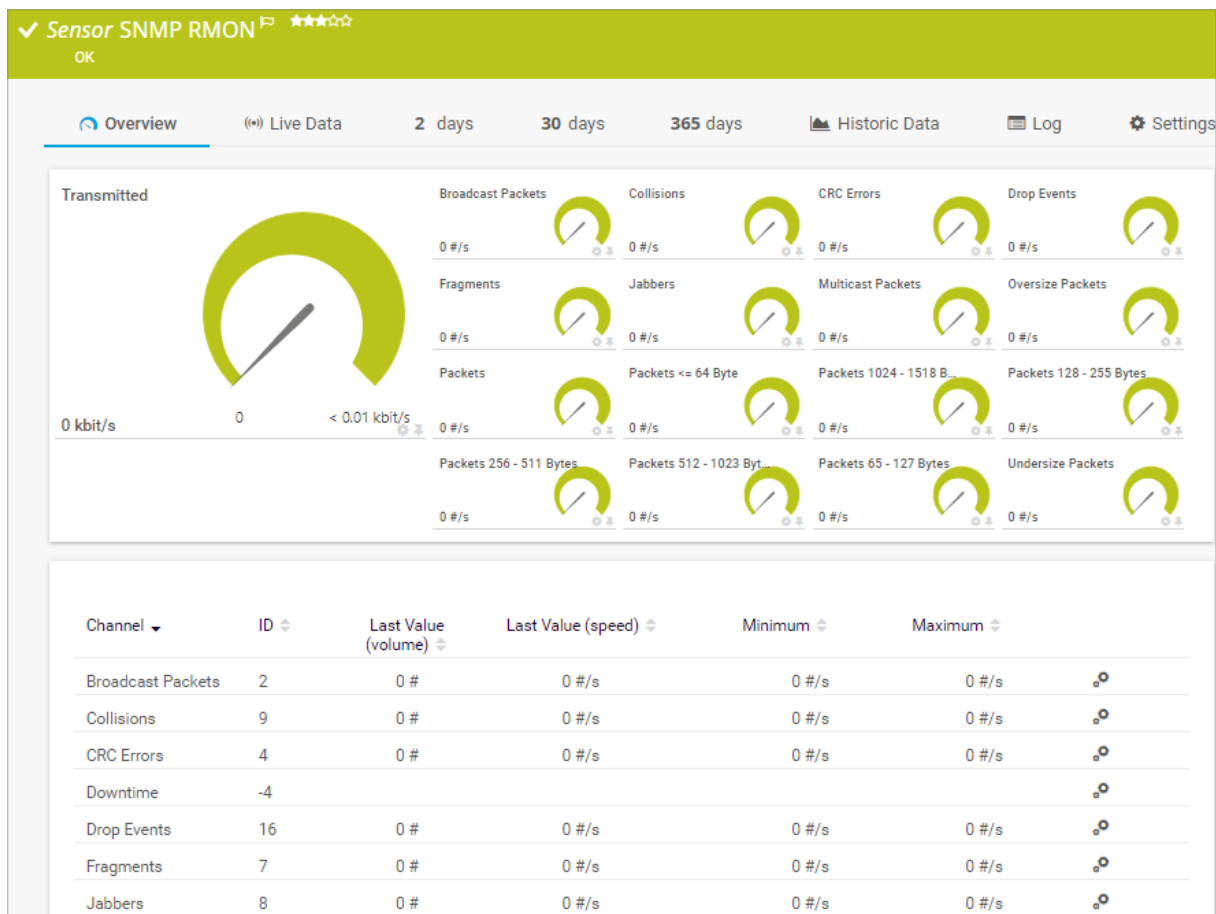 Sensor SNMP RMON
OK
Overview Live Data 2 days 30 days 365 days Historic Data Log Settings
Transmitted
0 kbit/s
0 < 0.01 kbit/s
Broadcast Packets Collisions CRC Errors Drop Events
0 #/s 0 #/s 0 #/s 0 #/s
Fragments Jabbers Multicast Packets Oversize Packets
0 #/s 0 #/s 0 #/s 0 #/s
Packets Packets <= 64 Byte Packets 1024 - 1518 B... Packets 128 - 255 Bytes
0 #/s 0 #/s 0 #/s 0 #/s
Packets 256 - 511 Bytes Packets 512 - 1023 Byt... Packets 65 - 127 Bytes Undersize Packets
0 #/s 0 #/s 0 #/s 0 #/s
Channel ID Last Value (volume) Last Value (speed) Minimum Maximum
Broadcast Packets 2 0 # 0 #/s 0 #/s 0 #/s
Collisions 9 0 # 0 #/s 0 #/s 0 #/s
CRC Errors 4 0 # 0 #/s 0 #/s 0 #/s
Downtime -4
Drop Events 16 0 # 0 #/s 0 #/s 0 #/s
Fragments 7 0 # 0 #/s 0 #/s 0 #/s
Jabbers 8 0 # 0 #/s 0 #/s 0 #/s